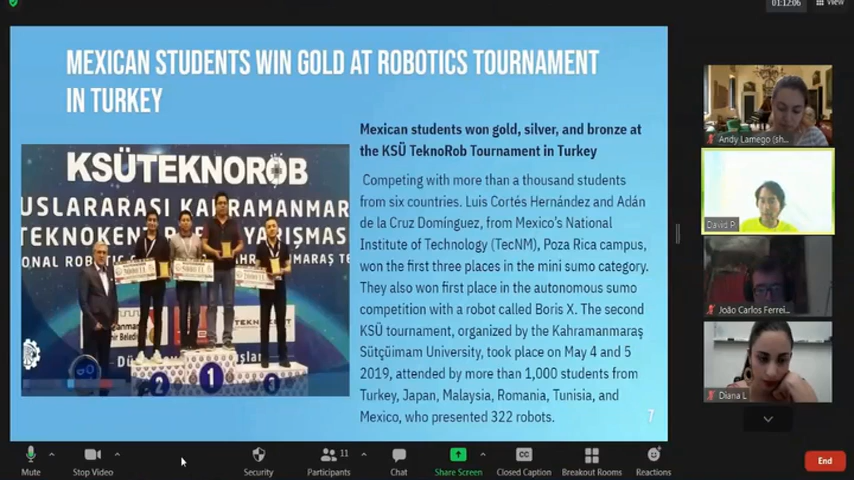 01:12:06
View
MEXICAN STUDENTS WIN GOLD AT ROBOTICS TOURNAMENT
IN TURKEY
KSÜTEKNOROB
USLARARASI KAHRAMANMAR
TEKNOKENT
YARIŞMASI
2
1
Mexican students won gold, silver, and bronze at
the KSÜ TeknoRob Tournament in Turkey
Competing with more than a thousand students
from six countries. Luis Cortés Hernández and Adán
de la Cruz Domínguez, from Mexico’s National
Institute of Technology (TecNM), Poza Rica campus,
won the first three places in the mini sumo category.
They also won first place in the autonomous sumo
competition with a robot called Boris X. The second
KSÜ tournament, organized by the Kahramanmaraş
Sütçüimam University, took place on May 4 and 5
2019, attended by more than 1,000 students from
Turkey, Japan, Malaysia, Romania, Tunisia, and
Mexico, who presented 322 robots.
7
Andy Lamego (sh...
David P.
João Carlos Ferrei...
Diana L
Mute
Stop Video
Security
11
Participants
Chat
Share Screen
Closed Caption
Breakout Rooms
Reactions
End